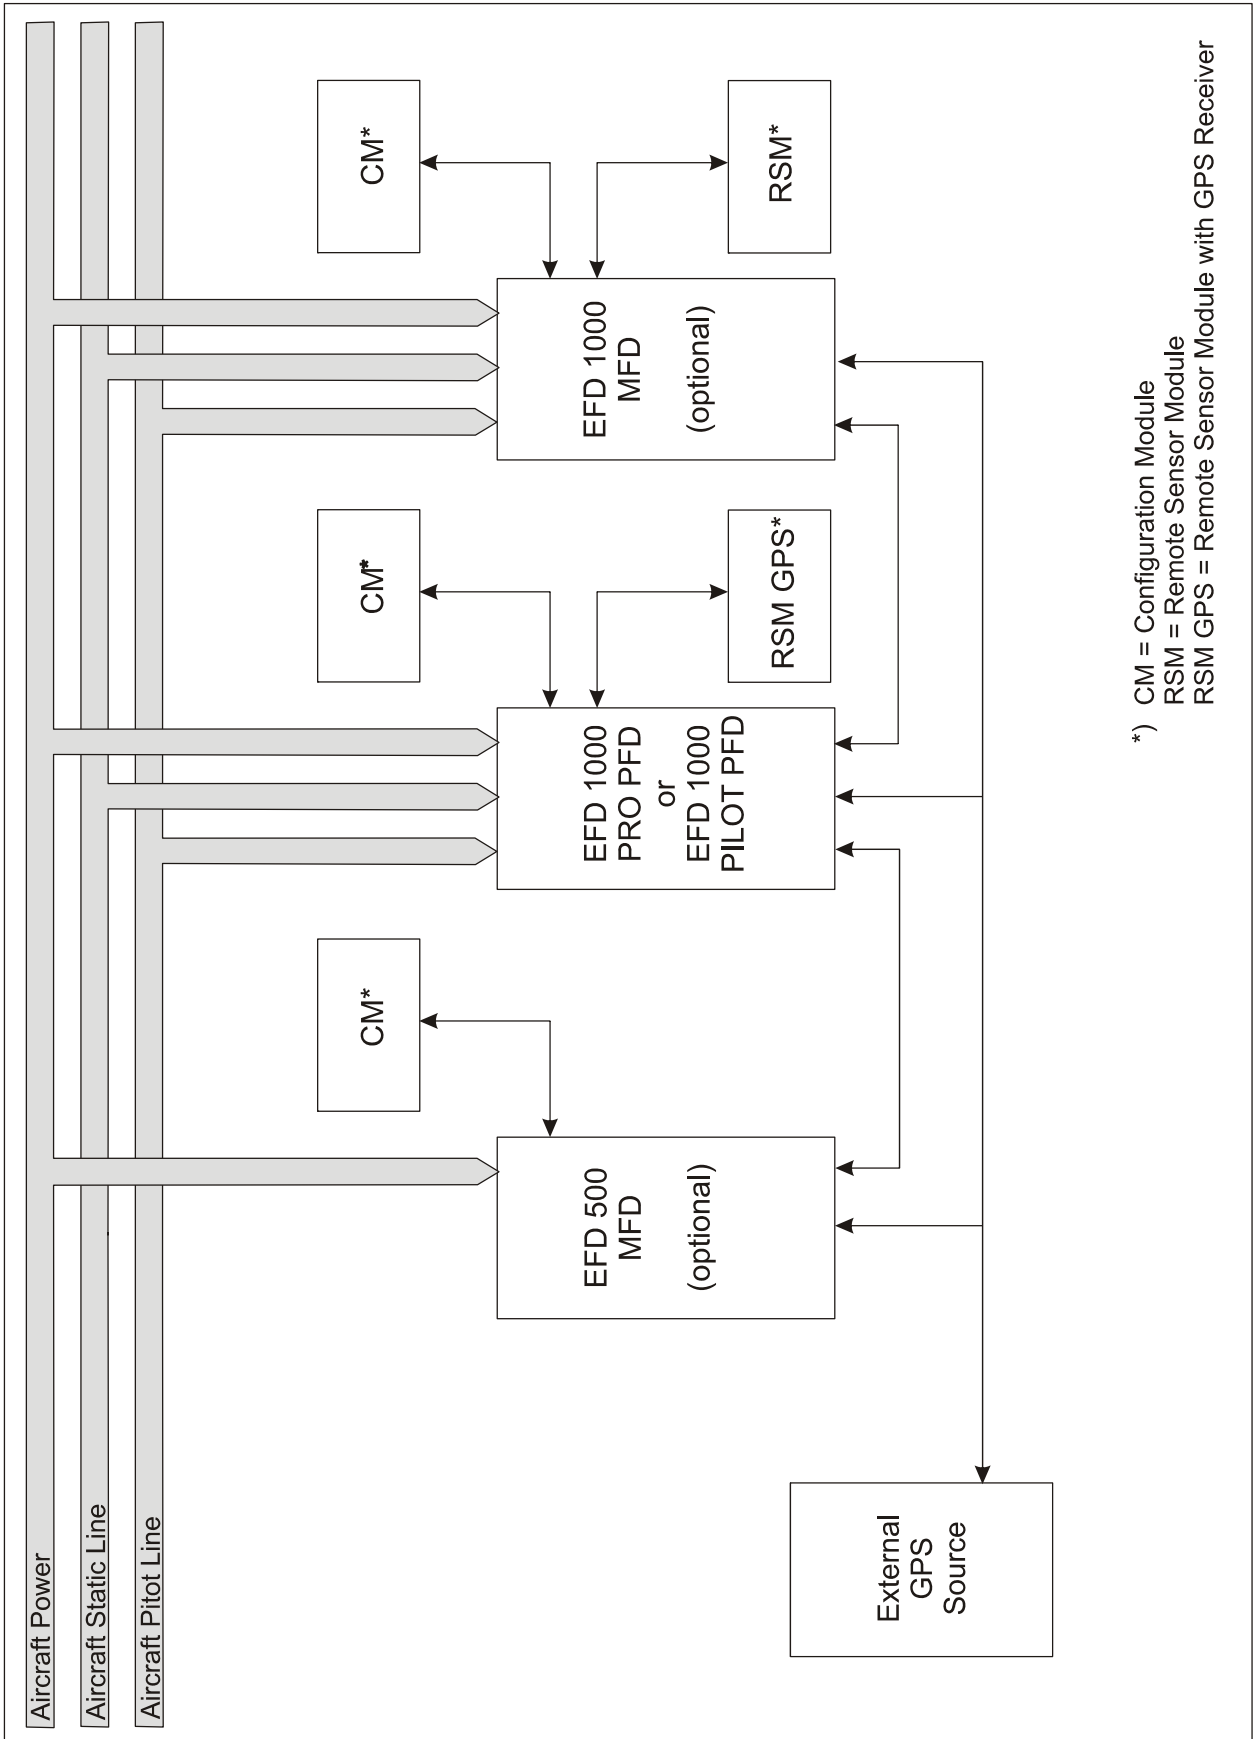 Aircraft Power
Aircraft Static Line
Aircraft Pitot Line
CM*
CM*
CM*
EFD 500
MFD
(optional)
EFD 1000
PRO PFD
or
EFD 1000
PILOT PFD
EFD 1000
MFD
(optional)
RSM GPS*
RSM*
External
GPS
Source
*) CM = Configuration Module
RSM = Remote Sensor Module
RSM GPS = Remote Sensor Module with GPS Receiver